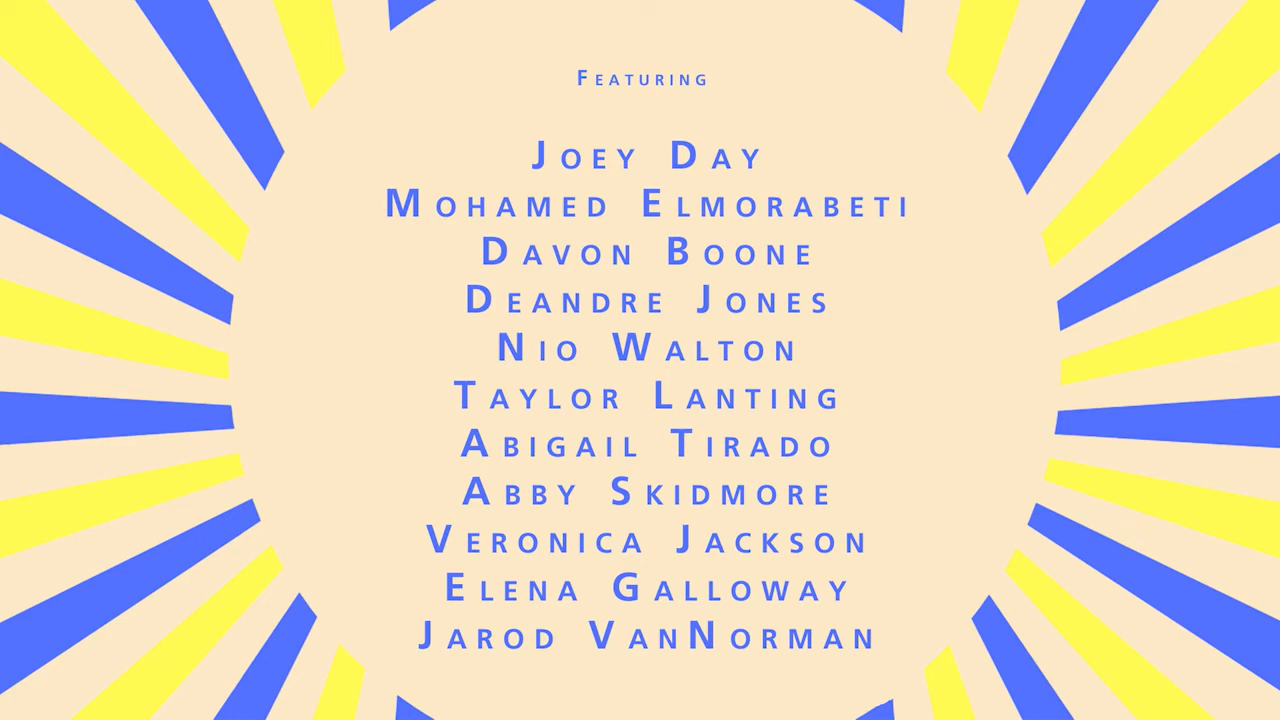 Featuring
Joey Day
Mohamed Elmorabeti
Davon Boone
Deandre Jones
Nio Walton
Taylor Lanting
Abigail Tirado
Abby Skidmore
Veronica Jackson
Elena Galloway
Jarod VanNorman